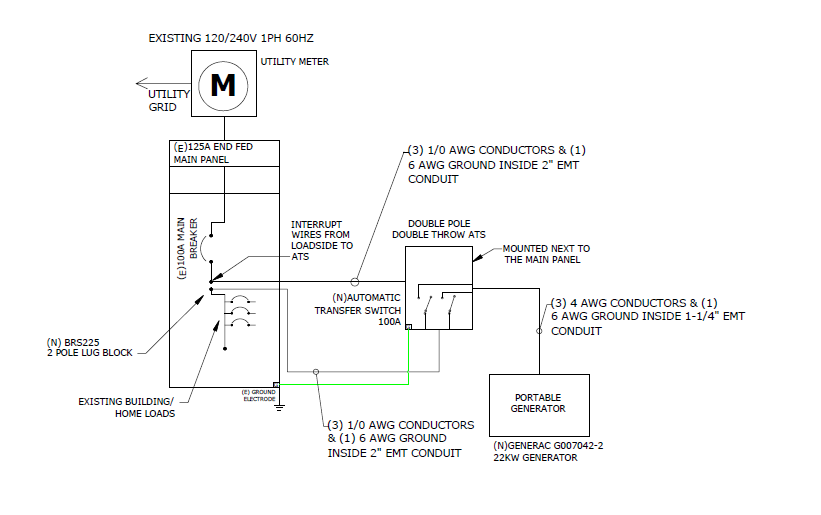 EXISTING 120/240V 1PH 60HZ
UTILITY METER
M
UTILITY
GRID
(E)125A END FED
MAIN PANEL
(3) 1/0 AWG CONDUCTORS & (1)
6 AWG GROUND INSIDE 2" EMT
CONDUIT
(E)100A MAIN
BREAKER
INTERRUPT
WIRES FROM
LOADSIDE TO
ATS
DOUBLE POLE
DOUBLE THROW ATS
MOUNTED NEXT TO
THE MAIN PANEL
(N)AUTOMATIC
TRANSFER SWITCH
100A
(3) 4 AWG CONDUCTORS & (1)
6 AWG GROUND INSIDE 1-1/4" EMT
CONDUIT
(N) BRS225
2 POLE LUG BLOCK
EXISTING BUILDING/
HOME LOADS
(E) GROUND
ELECTRODE
PORTABLE
GENERATOR
(3) 1/0 AWG CONDUCTORS
& (1) 6 AWG GROUND
INSIDE 2" EMT CONDUIT
(N)GENERAC G007042-2
22KW GENERATOR